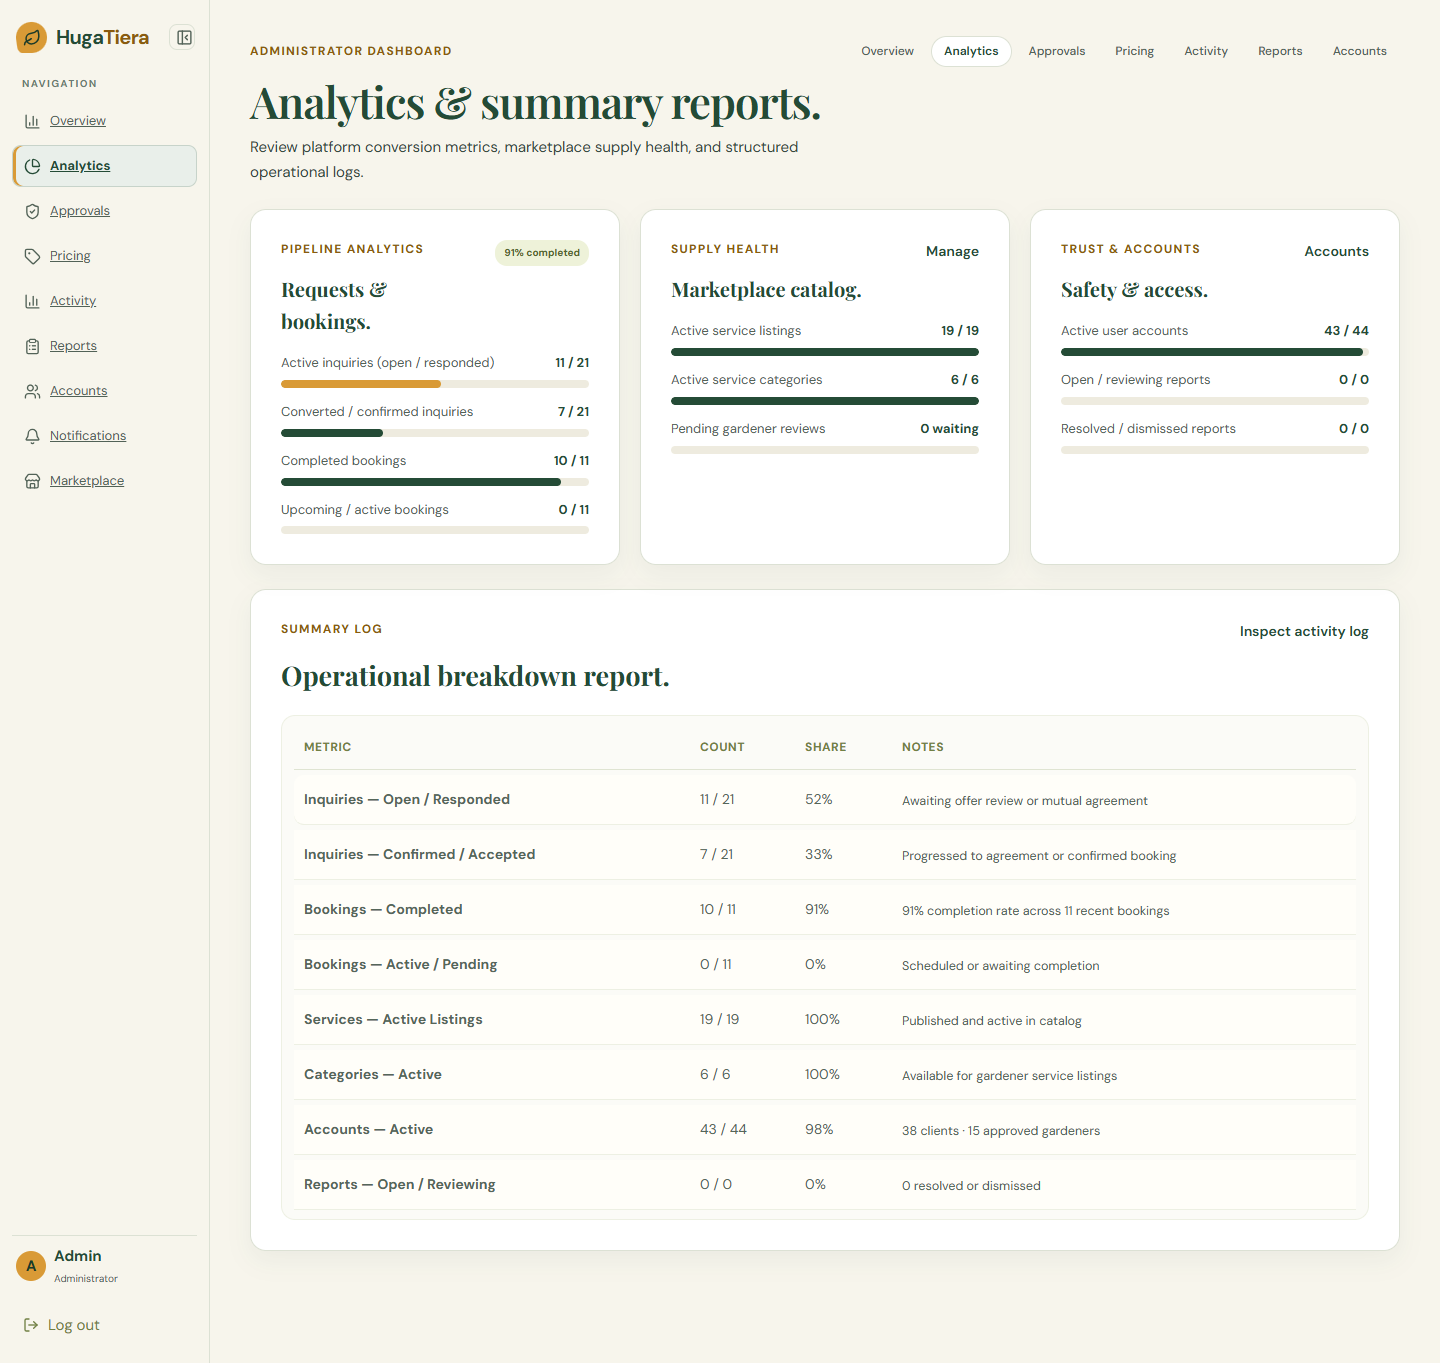 HugaTiera
NAVIGATION
Overview
Analytics
Approvals
Pricing
Activity
Reports
Accounts
Notifications
Marketplace
A
Admin
Administrator
Log out
ADMINISTRATOR DASHBOARD
Overview Analytics Approvals Pricing Activity Reports Accounts
Analytics & summary reports.
Review platform conversion metrics, marketplace supply health, and structured
operational logs.
PIPELINE ANALYTICS 91% completed
Requests &
bookings.
Active inquiries (open / responded) 11 / 21
Converted / confirmed inquiries 7 / 21
Completed bookings 10 / 11
Upcoming / active bookings 0 / 11
SUPPLY HEALTH Manage
Marketplace catalog.
Active service listings 19 / 19
Active service categories 6 / 6
Pending gardener reviews 0 waiting
TRUST & ACCOUNTS Accounts
Safety & access.
Active user accounts 43 / 44
Open / reviewing reports 0 / 0
Resolved / dismissed reports 0 / 0
SUMMARY LOG Inspect activity log
Operational breakdown report.
METRIC COUNT SHARE NOTES
Inquiries — Open / Responded 11 / 21 52% Awaiting offer review or mutual agreement
Inquiries — Confirmed / Accepted 7 / 21 33% Progressed to agreement or confirmed booking
Bookings — Completed 10 / 11 91% 91% completion rate across 11 recent bookings
Bookings — Active / Pending 0 / 11 0% Scheduled or awaiting completion
Services — Active Listings 19 / 19 100% Published and active in catalog
Categories — Active 6 / 6 100% Available for gardener service listings
Accounts — Active 43 / 44 98% 38 clients · 15 approved gardeners
Reports — Open / Reviewing 0 / 0 0% 0 resolved or dismissed